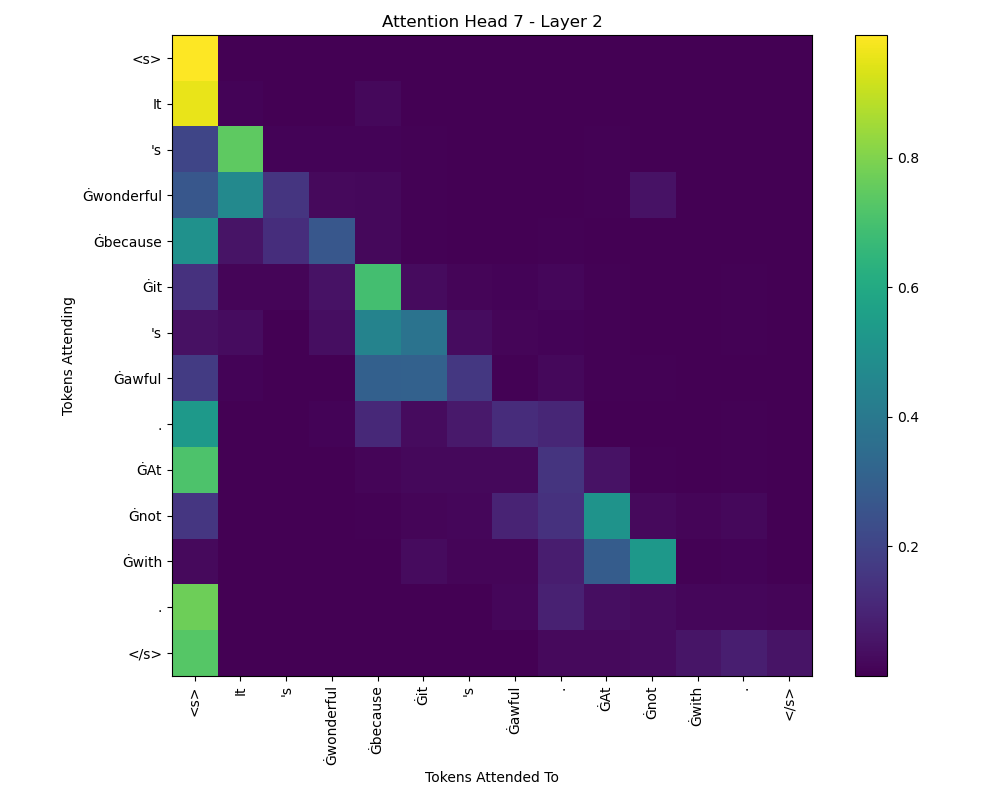 Attention Head 7 - Layer 2
<s>
It
's
Ġwonderful
Ġbecause
Ġit
's
Ġawful
.
ĠAt
Ġnot
Ġwith
.
</s>
Tokens Attending
<s>
It
's
Ġwonderful
Ġbecause
Ġit
's
Ġawful
.
ĠAt
Ġnot
Ġwith
.
</s>
Tokens Attended To
0.8
0.6
0.4
0.2